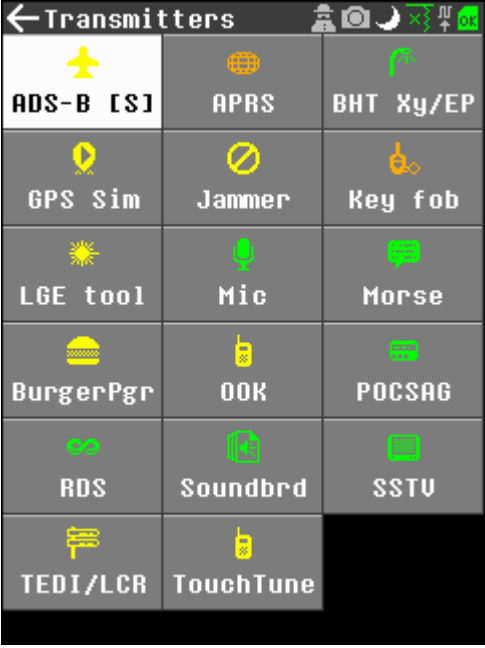 Transmitters OK
ADS-B [S] APRS BHT Xy/EP
GPS Sim Jammer Key fob
LGE tool Mic Morse
BurgerPgr OOK POCSAG
RDS Soundbrd SSTV
TEDI/LCR TouchTune